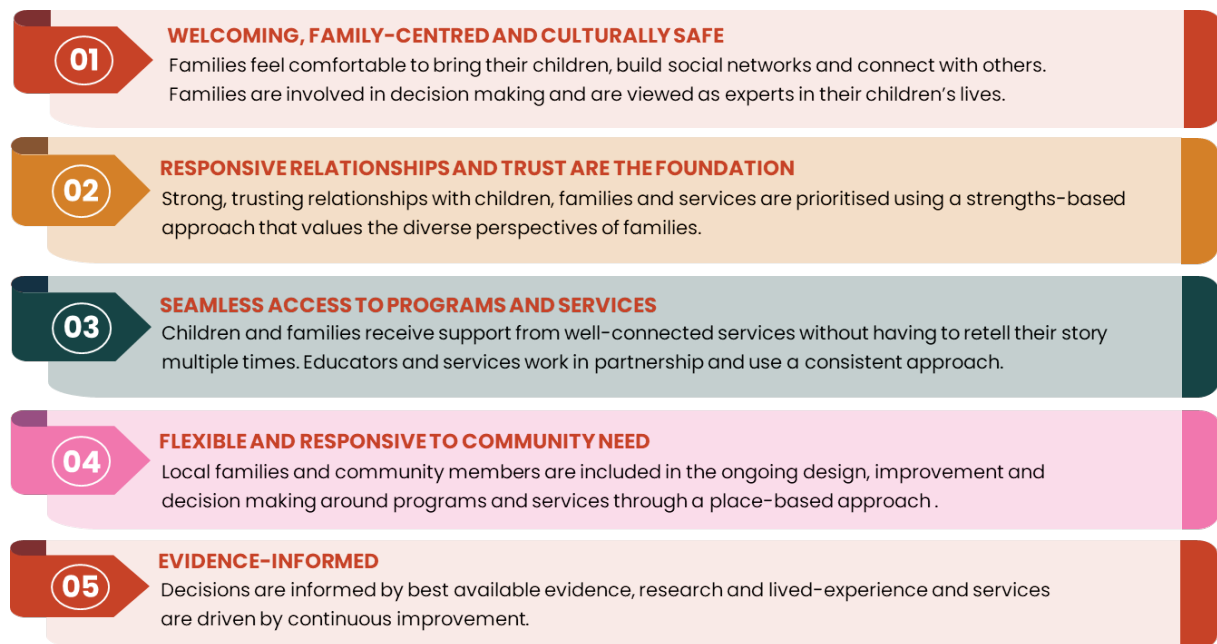 01
WELCOMING, FAMILY-CENTRED AND CULTURALLY SAFE
Families feel comfortable to bring their children, build social networks and connect with others.
Families are involved in decision making and are viewed as experts in their children’s lives.
02
RESPONSIVE RELATIONSHIPS AND TRUST ARE THE FOUNDATION
Strong, trusting relationships with children, families and services are prioritised using a strengths-based
approach that values the diverse perspectives of families.
03
SEAMLESS ACCESS TO PROGRAMS AND SERVICES
Children and families receive support from well-connected services without having to retell their story
multiple times. Educators and services work in partnership and use a consistent approach.
04
FLEXIBLE AND RESPONSIVE TO COMMUNITY NEED
Local families and community members are included in the ongoing design, improvement and
decision making around programs and services through a place-based approach .
05
EVIDENCE-INFORMED
Decisions are informed by best available evidence, research and lived-experience and services
are driven by continuous improvement.